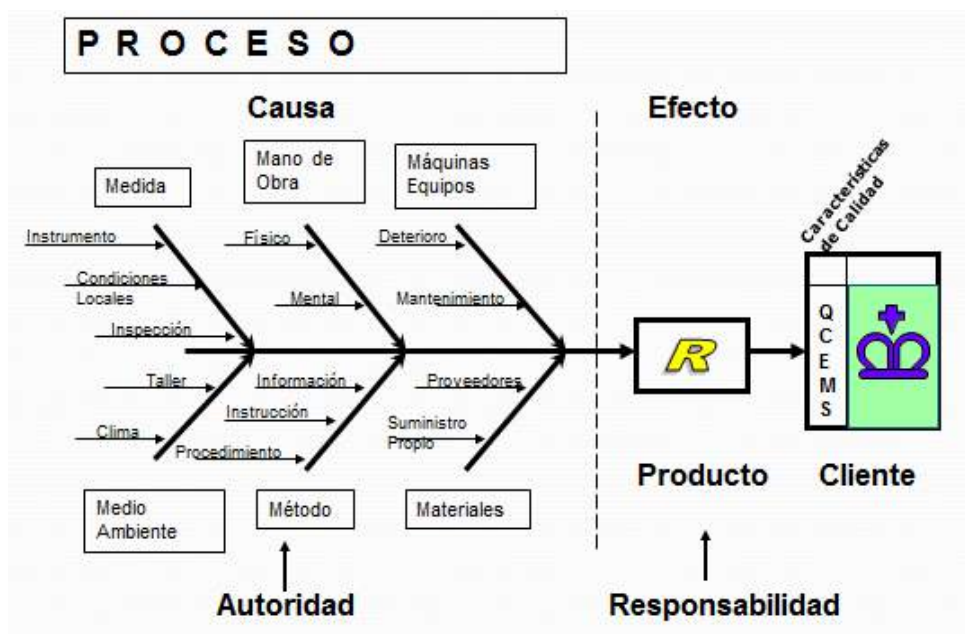 P R O C E S O
Causa
Efecto
Medida
Mano de
Obra
Máquinas
Equipos
Características
de Calidad
Instrumento
Condiciones
Locales
Inspección
Físico
Mental
Deterioro
Mantenimiento
Taller
Clima
Información
Instrucción
Procedimiento
Proveedores
Suministro
Propio
R
Q
C
E
M
S
Producto
Cliente
Medio
Ambiente
Método
Materiales
Autoridad
Responsabilidad